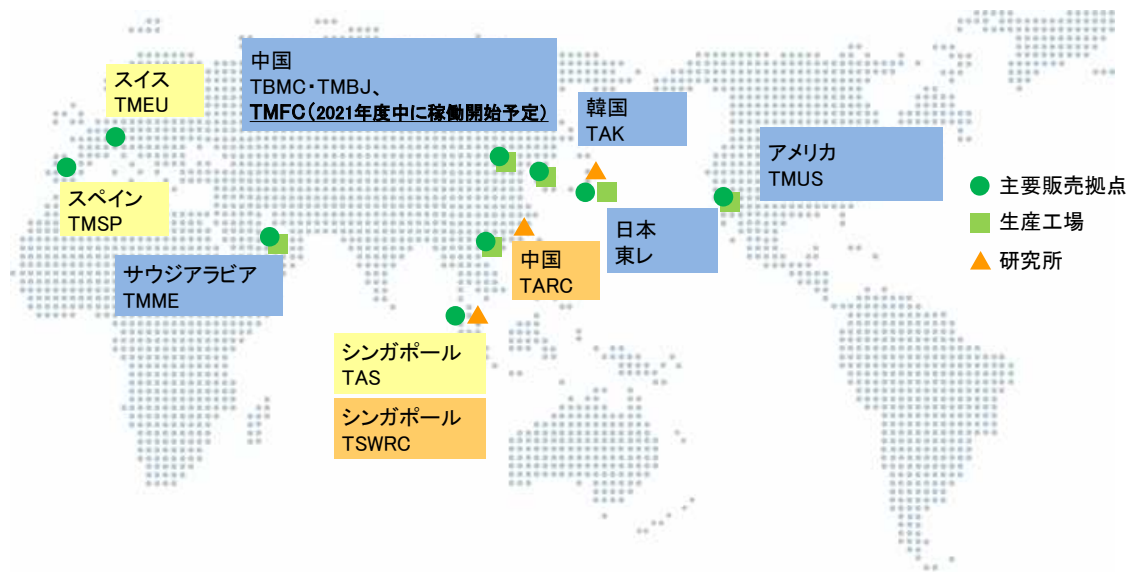 中国
TBMC・TMBJ、
TMFC(2021年度中に稼働開始予定)
スイス
TMEU
韓国
TAK
アメリカ
TMUS
スペイン
TMSP
日本
東レ
主要販売拠点
生産工場
研究所
サウジアラビア
TMME
中国
TARC
シンガポール
TAS
シンガポール
TSWRC